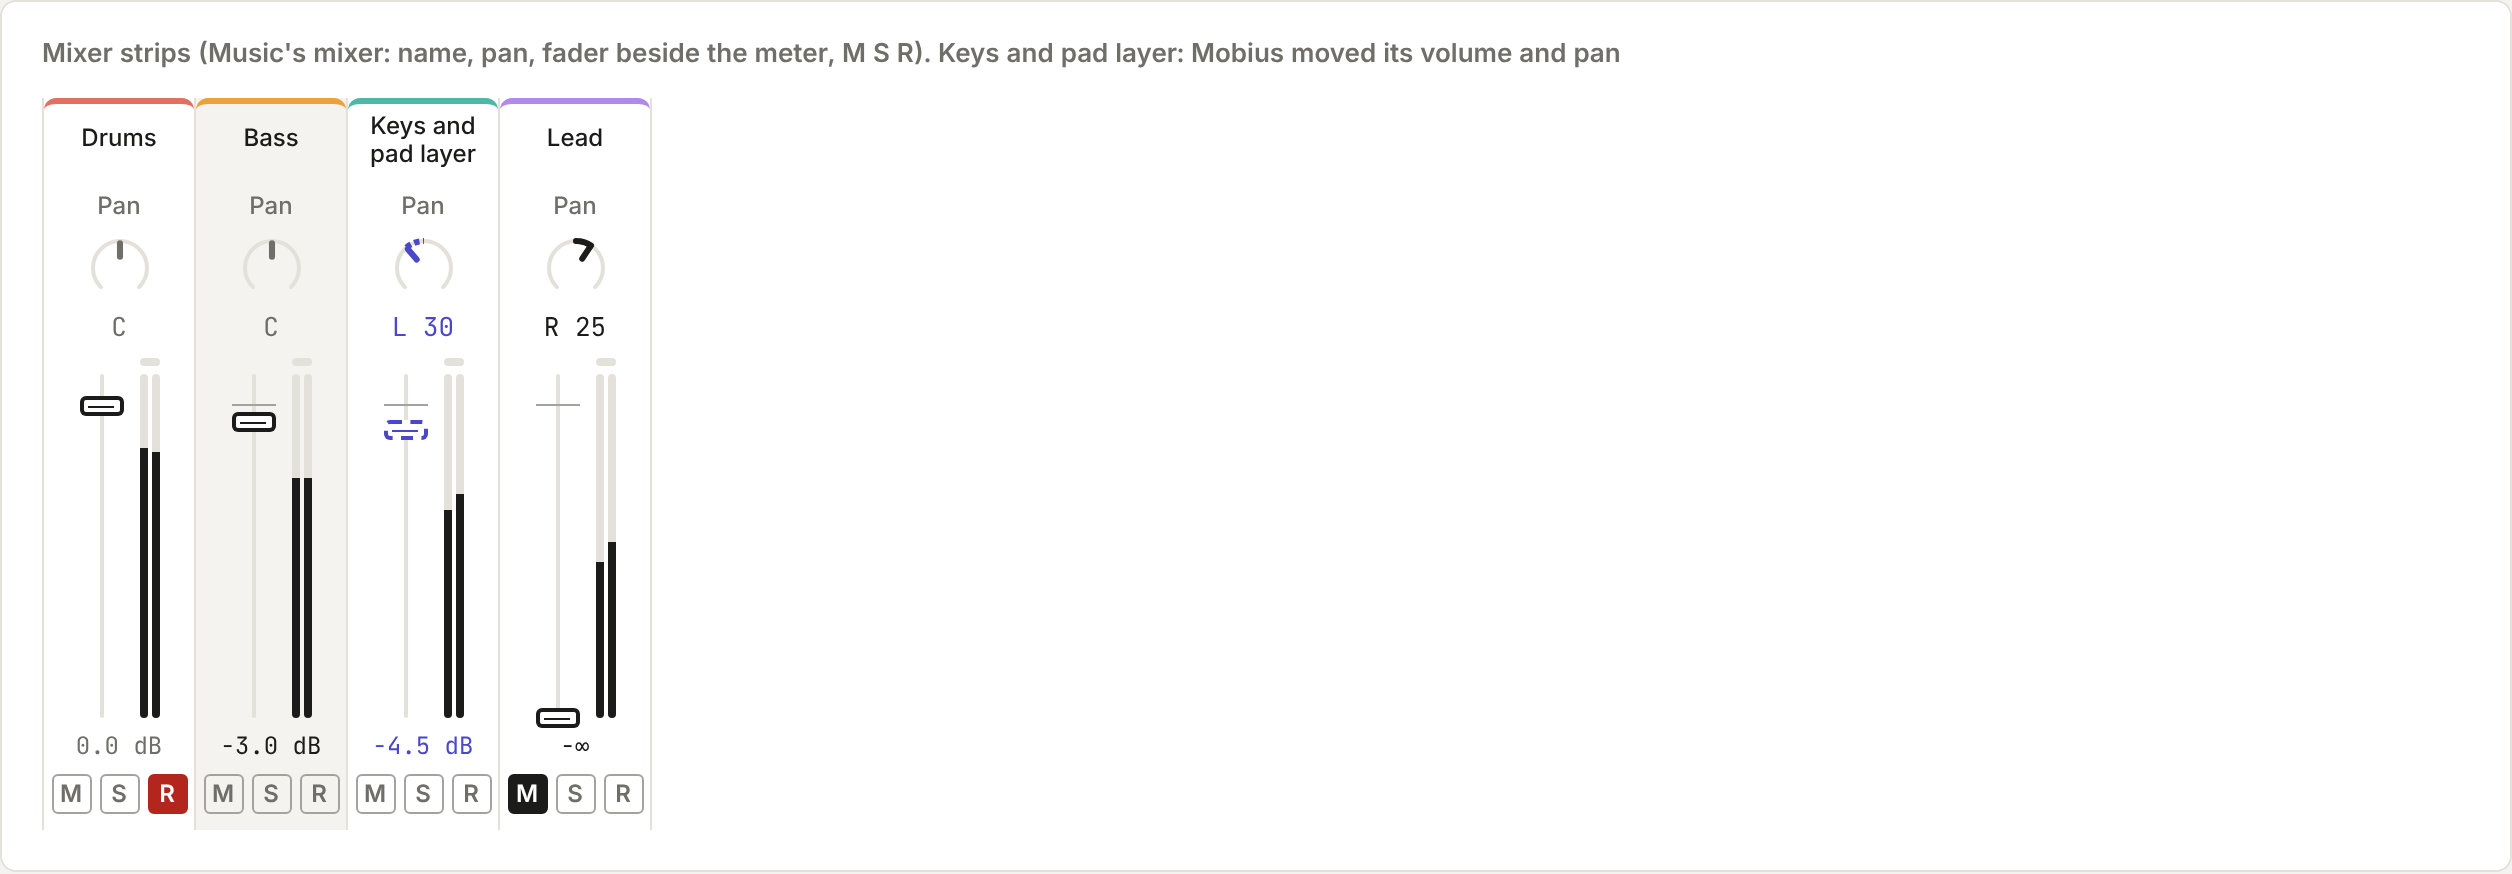 Mixer strips (Music's mixer: name, pan, fader beside the meter, M S R). Keys and pad layer: Mobius moved its volume and pan
Drums
Pan
C
0.0 dB
M S R
Bass
Pan
C
-3.0 dB
M S R
Keys and
pad layer
Pan
L 30
-4.5 dB
M S R
Lead
Pan
R 25
-∞
M S R